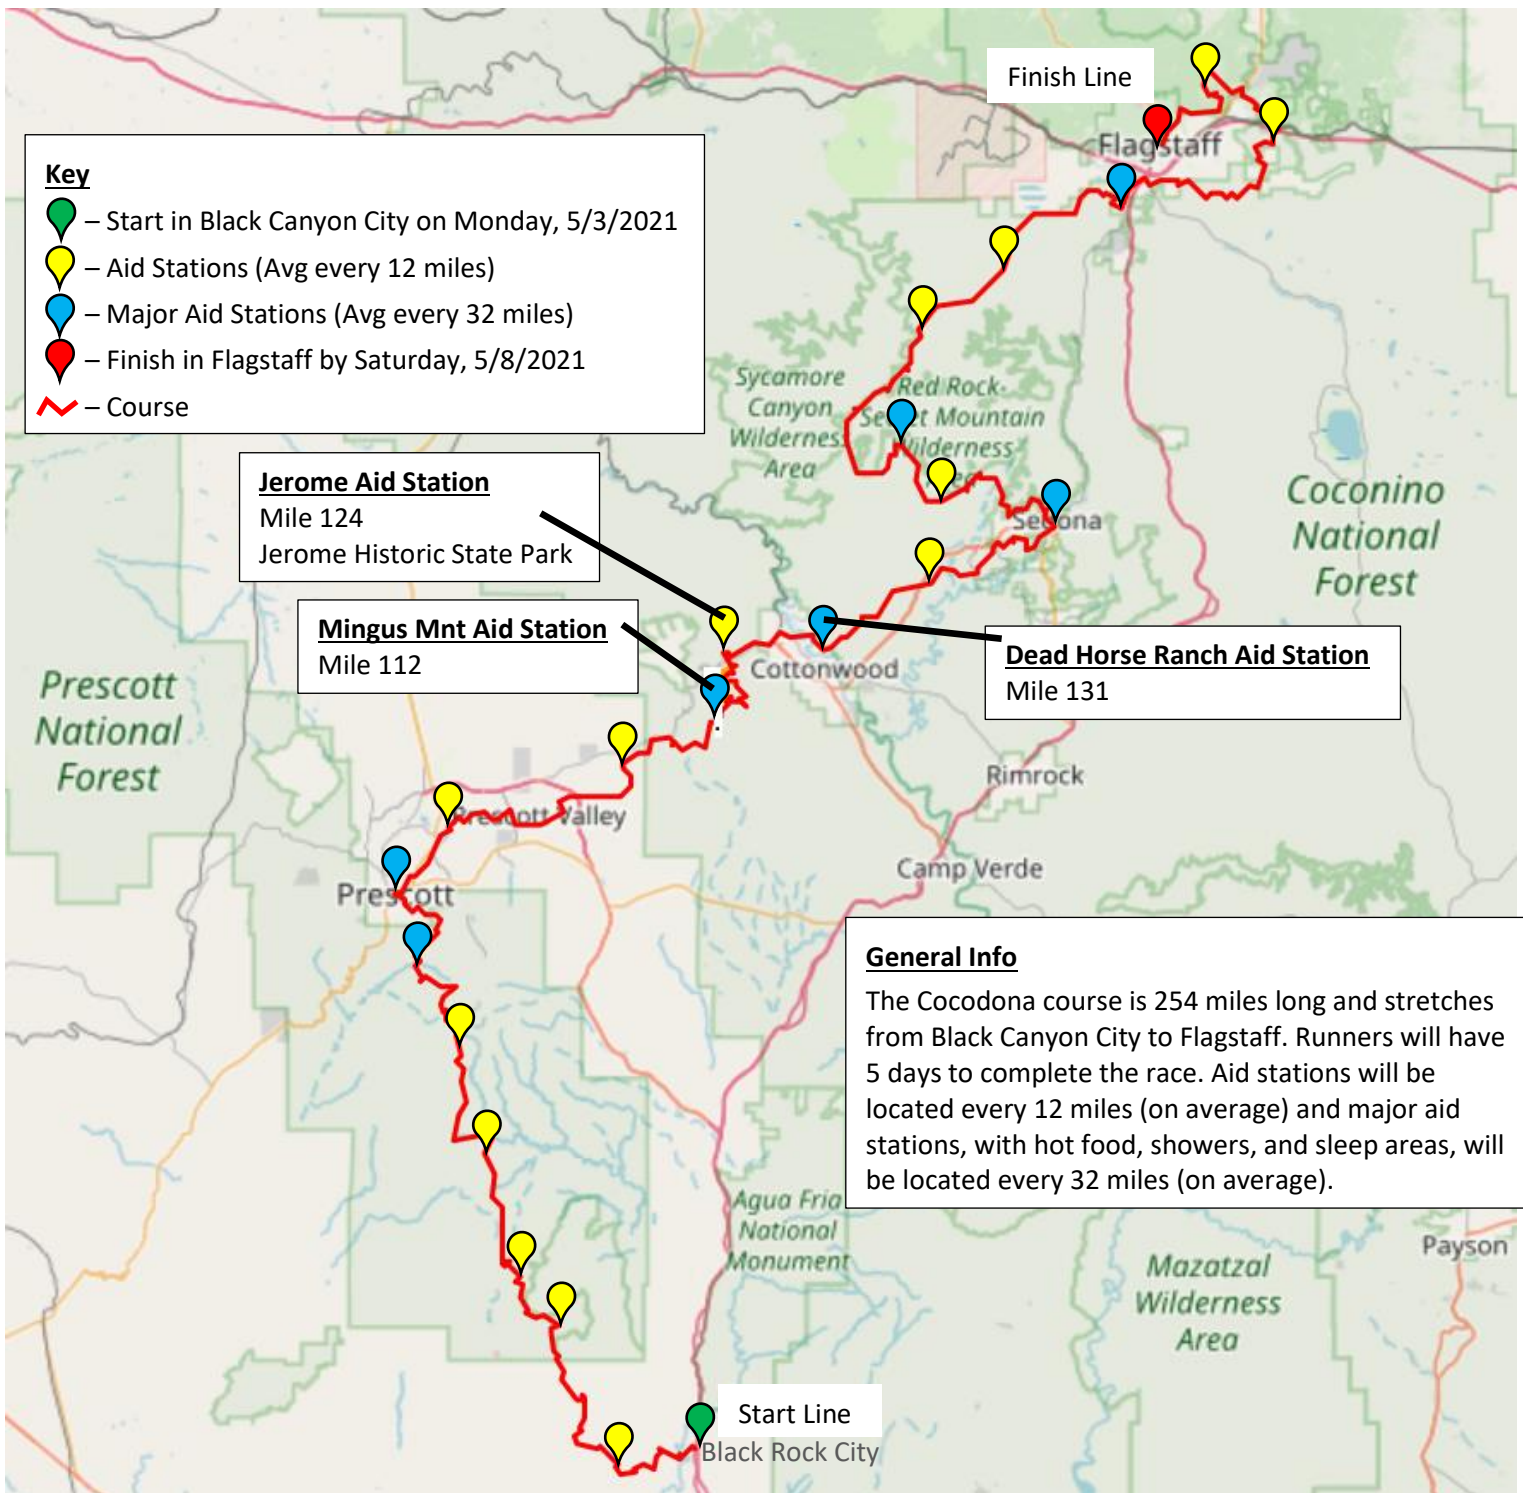 Finish Line
Flagstaff
Key
– Start in Black Canyon City on Monday, 5/3/2021
– Aid Stations (Avg every 12 miles)
– Major Aid Stations (Avg every 32 miles)
– Finish in Flagstaff by Saturday, 5/8/2021
– Course
Sycamore
Canyon
Wilderness
Area
Red Rock-
Secret Mountain
Wilderness
Area
Jerome Aid Station
Mile 124
Jerome Historic State Park
Sedona
Coconino
National
Forest
Mingus Mnt Aid Station
Mile 112
Cottonwood
Dead Horse Ranch Aid Station
Mile 131
Prescott
National
Forest
Rimrock
Prescott Valley
Camp Verde
Prescott
General Info
The Cocodona course is 254 miles long and stretches
from Black Canyon City to Flagstaff. Runners will have
5 days to complete the race. Aid stations will be
located every 12 miles (on average) and major aid
stations, with hot food, showers, and sleep areas, will
be located every 32 miles (on average).
Agua Fria
National
Monument
Payson
Mazatzal
Wilderness
Area
Start Line
Black Rock City